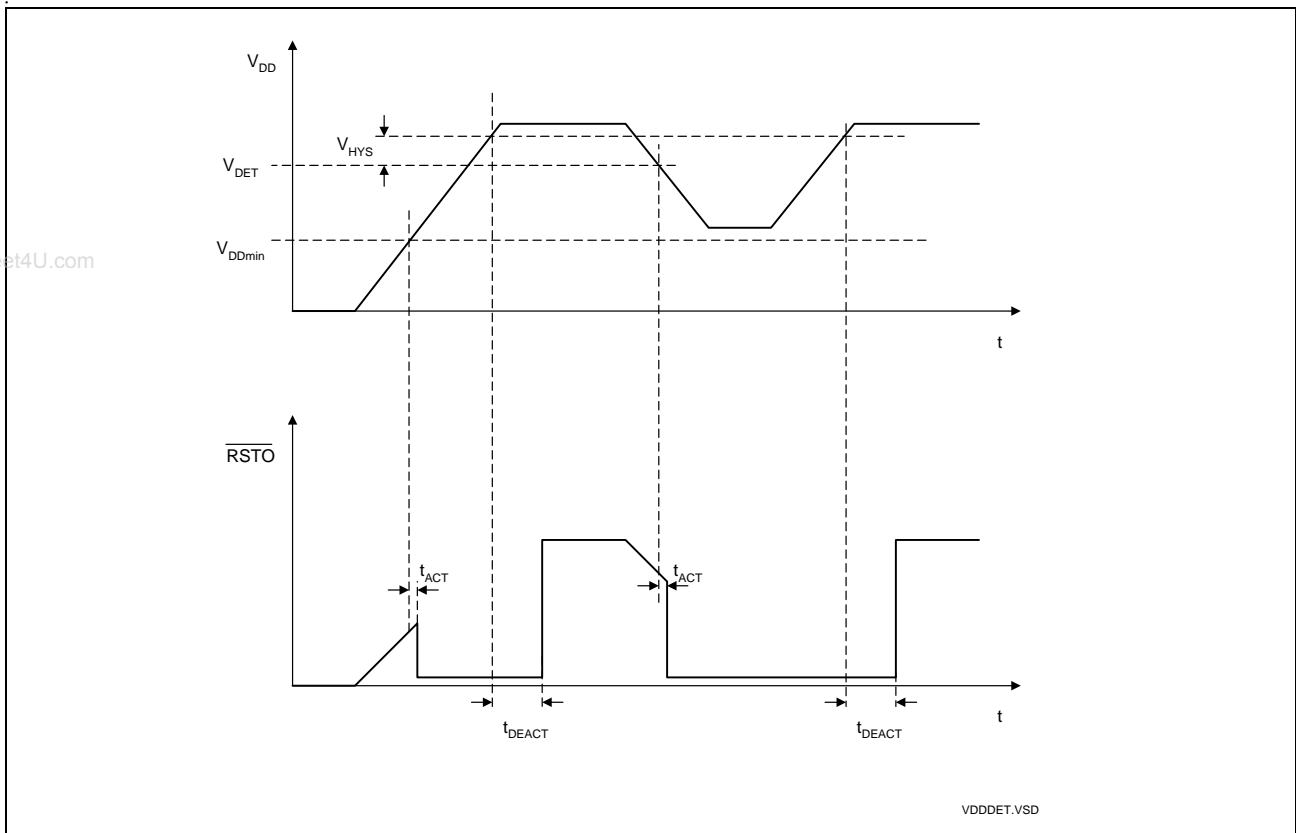 V_DD
V_HYS
V_DET
V_DDmin
et4U.com
t
RSTO
t_ACT
t_ACT
t
t_DEACT
t_DEACT
VDDDET.VSD